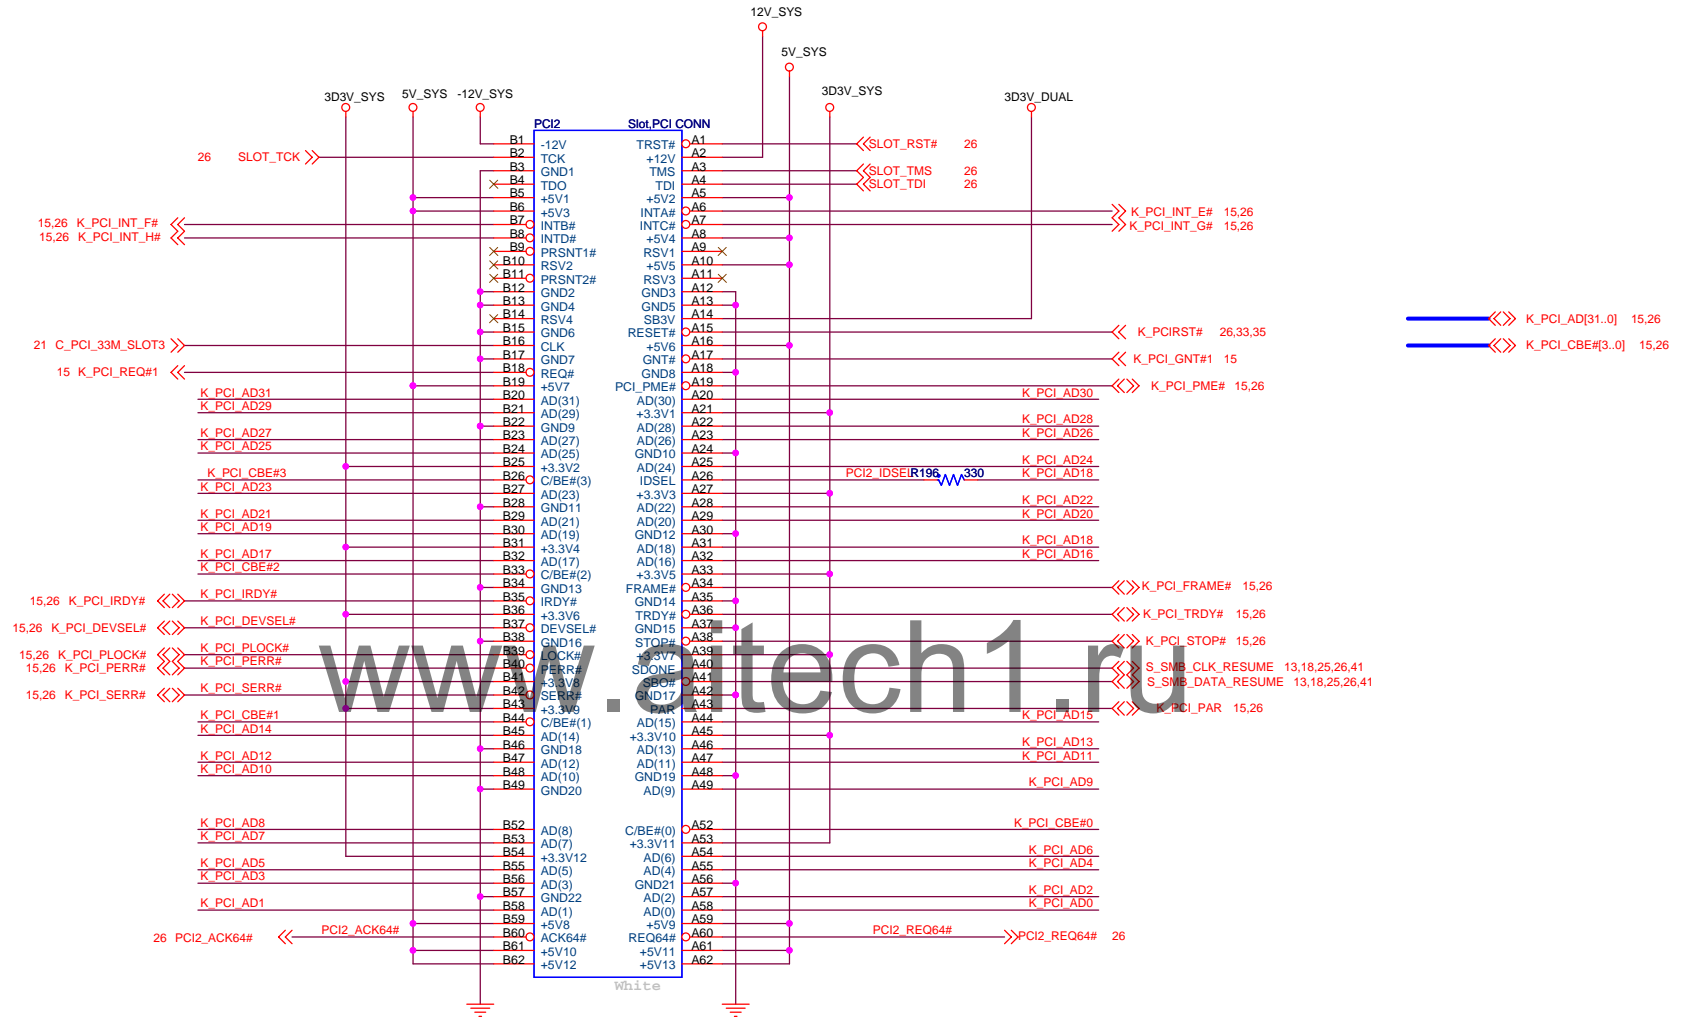 12V_SYS
5V_SYS
3D3V_SYS 5V_SYS -12V_SYS 3D3V_SYS 3D3V_DUAL
PCI2 Slot,PCI CONN
B1 -12V TRST# A1 SLOT_RST# 26
26 SLOT_TCK B2 TCK +12V A2
B3 GND1 TMS A3 SLOT_TMS 26
B4 TDO TDI A4 SLOT_TDI 26
B5 +5V1 +5V2 A5
B6 +5V3 INTA# A6 K_PCI_INT_E# 15,26
15,26 K_PCI_INT_F# B7 INTB# INTC# A7 K_PCI_INT_G# 15,26
15,26 K_PCI_INT_H# B8 INTD# +5V4 A8
B9 PRSNT1# RSV1 A9
B10 RSV2 +5V5 A10
B11 PRSNT2# RSV3 A11
B12 GND2 GND3 A12
B13 GND4 GND5 A13
B14 RSV4 SB3V A14 K_PCI_AD[31..0] 15,26
B15 GND6 RESET# A15 K_PCIRST# 26,33,35
21 C_PCI_33M_SLOT3 B16 CLK +5V6 A16 K_PCI_CBE#[3..0] 15,26
B17 GND7 GNT# A17 K_PCI_GNT#1 15
15 K_PCI_REQ#1 B18 REQ# GND8 A18
B19 +5V7 PCI_PME# A19 K_PCI_PME# 15,26
K_PCI_AD31 B20 AD(31) AD(30) A20 K_PCI_AD30
K_PCI_AD29 B21 AD(29) +3.3V1 A21
B22 GND9 AD(28) A22 K_PCI_AD28
K_PCI_AD27 B23 AD(27) AD(26) A23 K_PCI_AD26
K_PCI_AD25 B24 AD(25) GND10 A24
B25 +3.3V2 AD(24) A25 K_PCI_AD24
K_PCI_CBE#3 B26 C/BE#(3) IDSEL A26 PCI2_IDSEL R196 330 K_PCI_AD18
K_PCI_AD23 B27 AD(23) +3.3V3 A27
B28 GND11 AD(22) A28 K_PCI_AD22
K_PCI_AD21 B29 AD(21) AD(20) A29 K_PCI_AD20
K_PCI_AD19 B30 AD(19) GND12 A30
B31 +3.3V4 AD(18) A31 K_PCI_AD18
K_PCI_AD17 B32 AD(17) AD(16) A32 K_PCI_AD16
K_PCI_CBE#2 B33 C/BE#(2) +3.3V5 A33
B34 GND13 FRAME# A34 K_PCI_FRAME# 15,26
15,26 K_PCI_IRDY# K_PCI_IRDY# B35 IRDY# GND14 A35
B36 +3.3V6 TRDY# A36 K_PCI_TRDY# 15,26
15,26 K_PCI_DEVSEL# K_PCI_DEVSEL# B37 DEVSEL# GND15 A37
B38 GND16 STOP# A38 K_PCI_STOP# 15,26
15,26 K_PCI_PLOCK# K_PCI_PLOCK# B39 LOCK# +3.3V7 A39
15,26 K_PCI_PERR# K_PCI_PERR# B40 PERR# SDONE A40 S_SMB_CLK_RESUME 13,18,25,26,41
B41 +3.3V8 SBO# A41 S_SMB_DATA_RESUME 13,18,25,26,41
15,26 K_PCI_SERR# K_PCI_SERR# B42 SERR# GND17 A42
B43 +3.3V9 PAR A43 K_PCI_PAR 15,26
www.aitech1.ru
K_PCI_CBE#1 B44 C/BE#(1) AD(15) A44 K_PCI_AD15
K_PCI_AD14 B45 AD(14) +3.3V10 A45
B46 GND18 AD(13) A46 K_PCI_AD13
K_PCI_AD12 B47 AD(12) AD(11) A47 K_PCI_AD11
K_PCI_AD10 B48 AD(10) GND19 A48
B49 GND20 AD(9) A49 K_PCI_AD9
K_PCI_AD8 B52 AD(8) C/BE#(0) A52 K_PCI_CBE#0
K_PCI_AD7 B53 AD(7) +3.3V11 A53
B54 +3.3V12 AD(6) A54 K_PCI_AD6
K_PCI_AD5 B55 AD(5) AD(4) A55 K_PCI_AD4
K_PCI_AD3 B56 AD(3) GND21 A56
B57 GND22 AD(2) A57 K_PCI_AD2
K_PCI_AD1 B58 AD(1) AD(0) A58 K_PCI_AD0
B59 +5V8 +5V9 A59
26 PCI2_ACK64# PCI2_ACK64# B60 ACK64# REQ64# A60 PCI2_REQ64# PCI2_REQ64# 26
B61 +5V10 +5V11 A61
B62 +5V12 +5V13 A62
White